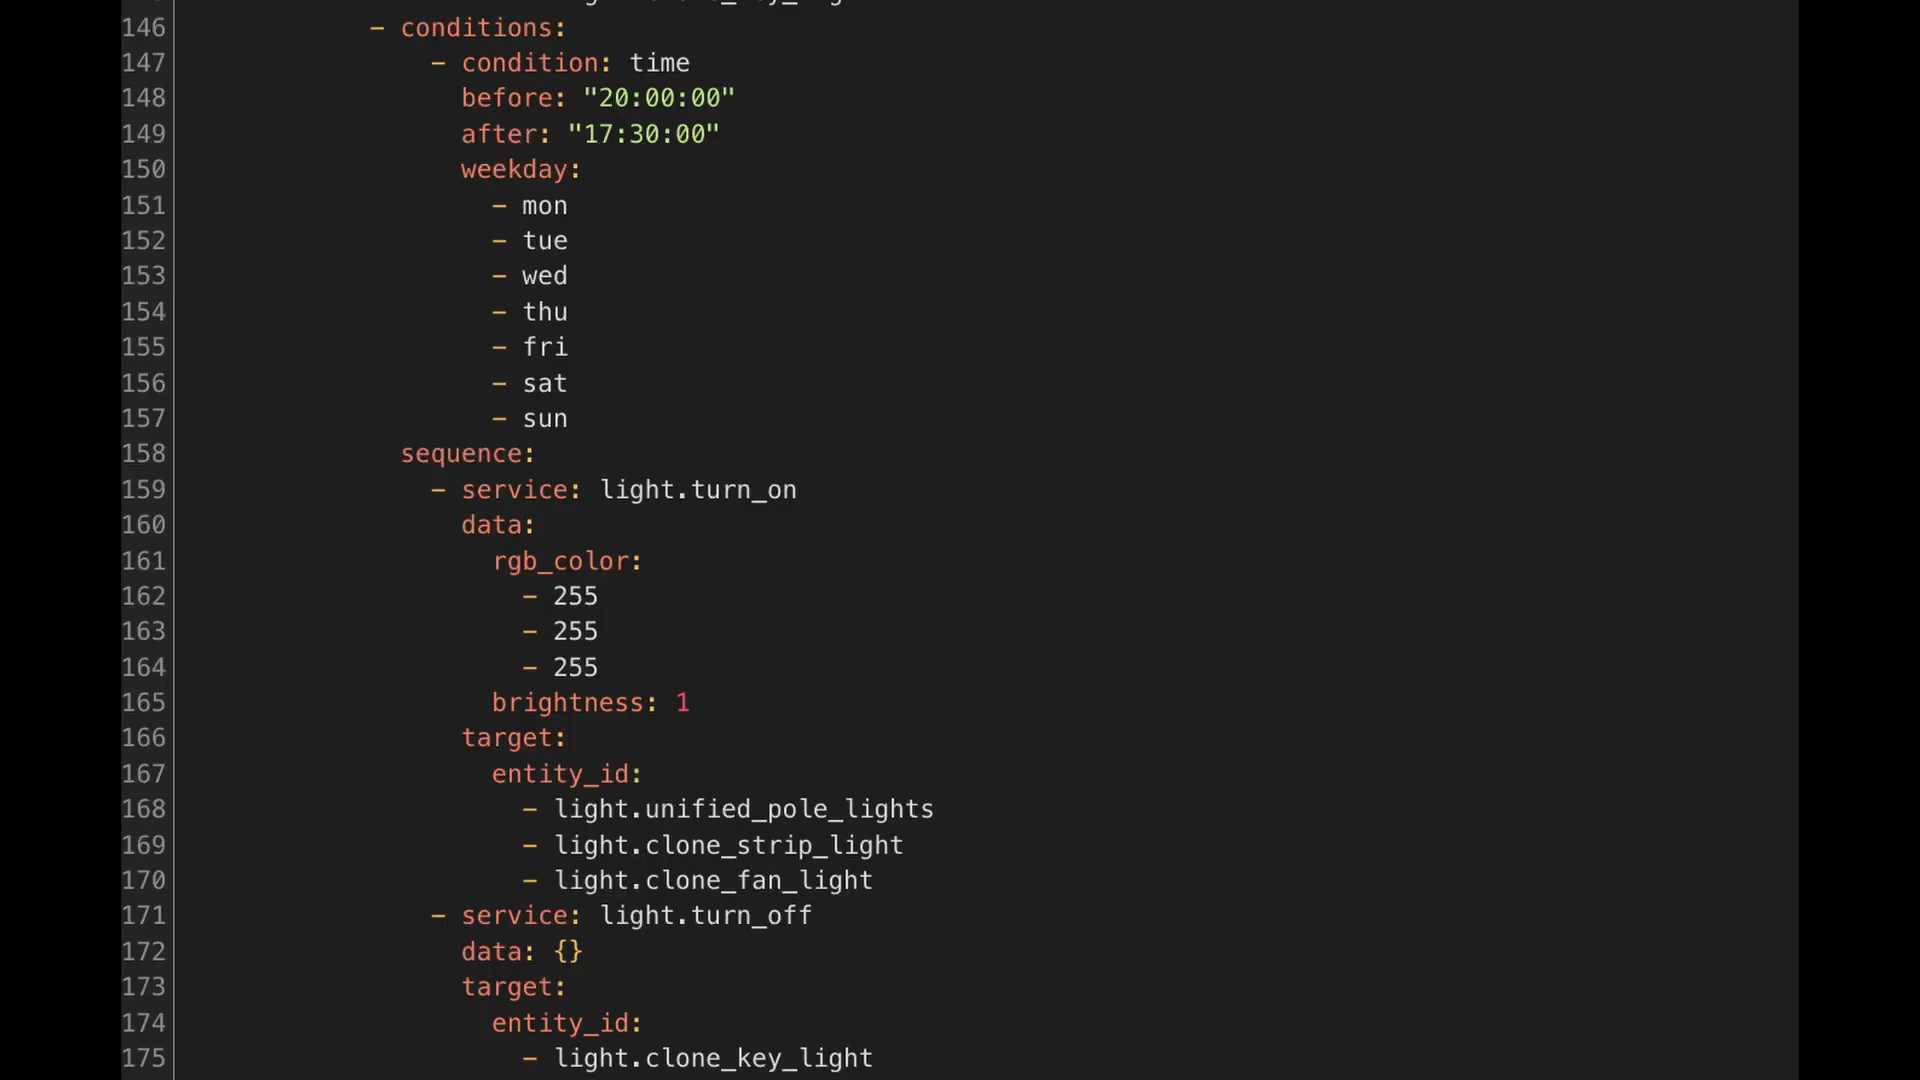 146 - conditions:
147 - condition: time
148 before: "20:00:00"
149 after: "17:30:00"
150 weekday:
151 - mon
152 - tue
153 - wed
154 - thu
155 - fri
156 - sat
157 - sun
158 sequence:
159 - service: light.turn_on
160 data:
161 rgb_color:
162 - 255
163 - 255
164 - 255
165 brightness: 1
166 target:
167 entity_id:
168 - light.unified_pole_lights
169 - light.clone_strip_light
170 - light.clone_fan_light
171 - service: light.turn_off
172 data: {}
173 target:
174 entity_id:
175 - light.clone_key_light